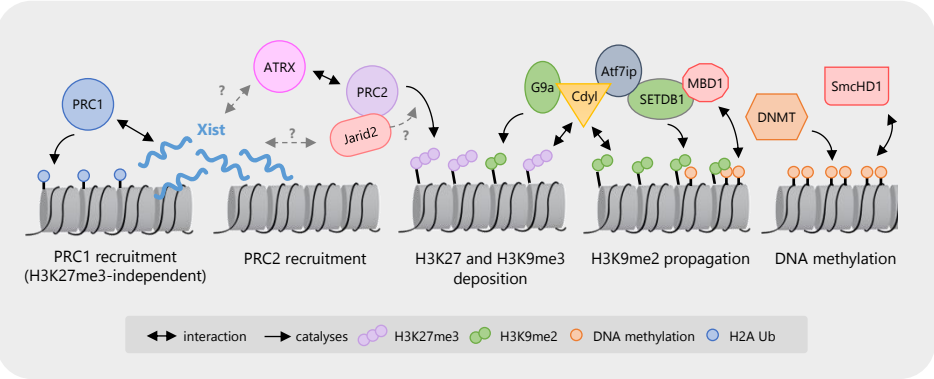 ATRX
?
PRC1
PRC2
Xist
?
Jarid2
?
G9a
Cdyl
Atf7ip
SETDB1
MBD1
DNMT
SmcHD1
PRC1 recruitment
(H3K27me3-independent)
PRC2 recruitment
H3K27 and H3K9me3
deposition
H3K9me2 propagation
DNA methylation
interaction
catalyses
H3K27me3
H3K9me2
DNA methylation
H2A Ub